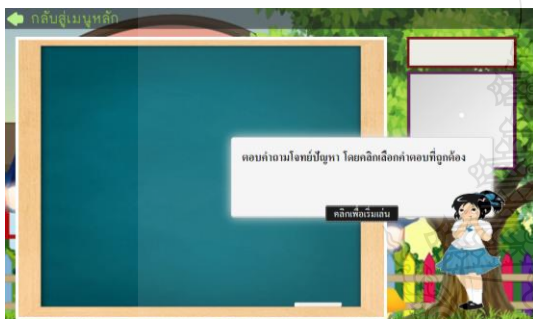 กลับสู่เมนูหลัก
ตอบคำถามโจทย์ปัญหา โดยคลิกเลือกคำตอบที่ถูกต้อง
คลิกเพื่อเริ่มเล่น